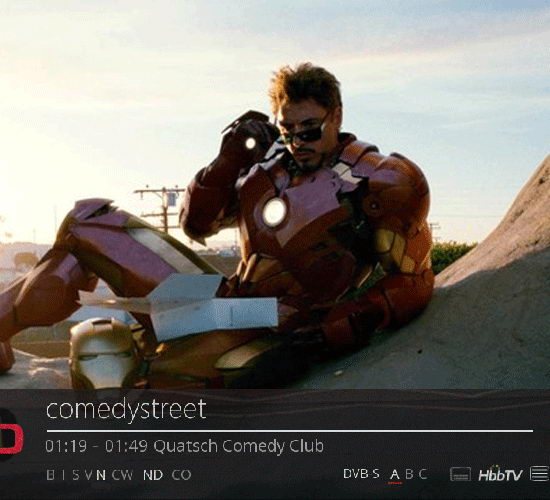 comedystreet
01:19 - 01:49 Quatsch Comedy Club
B I S V N CW ND CO DVB-S A B C HbbTV